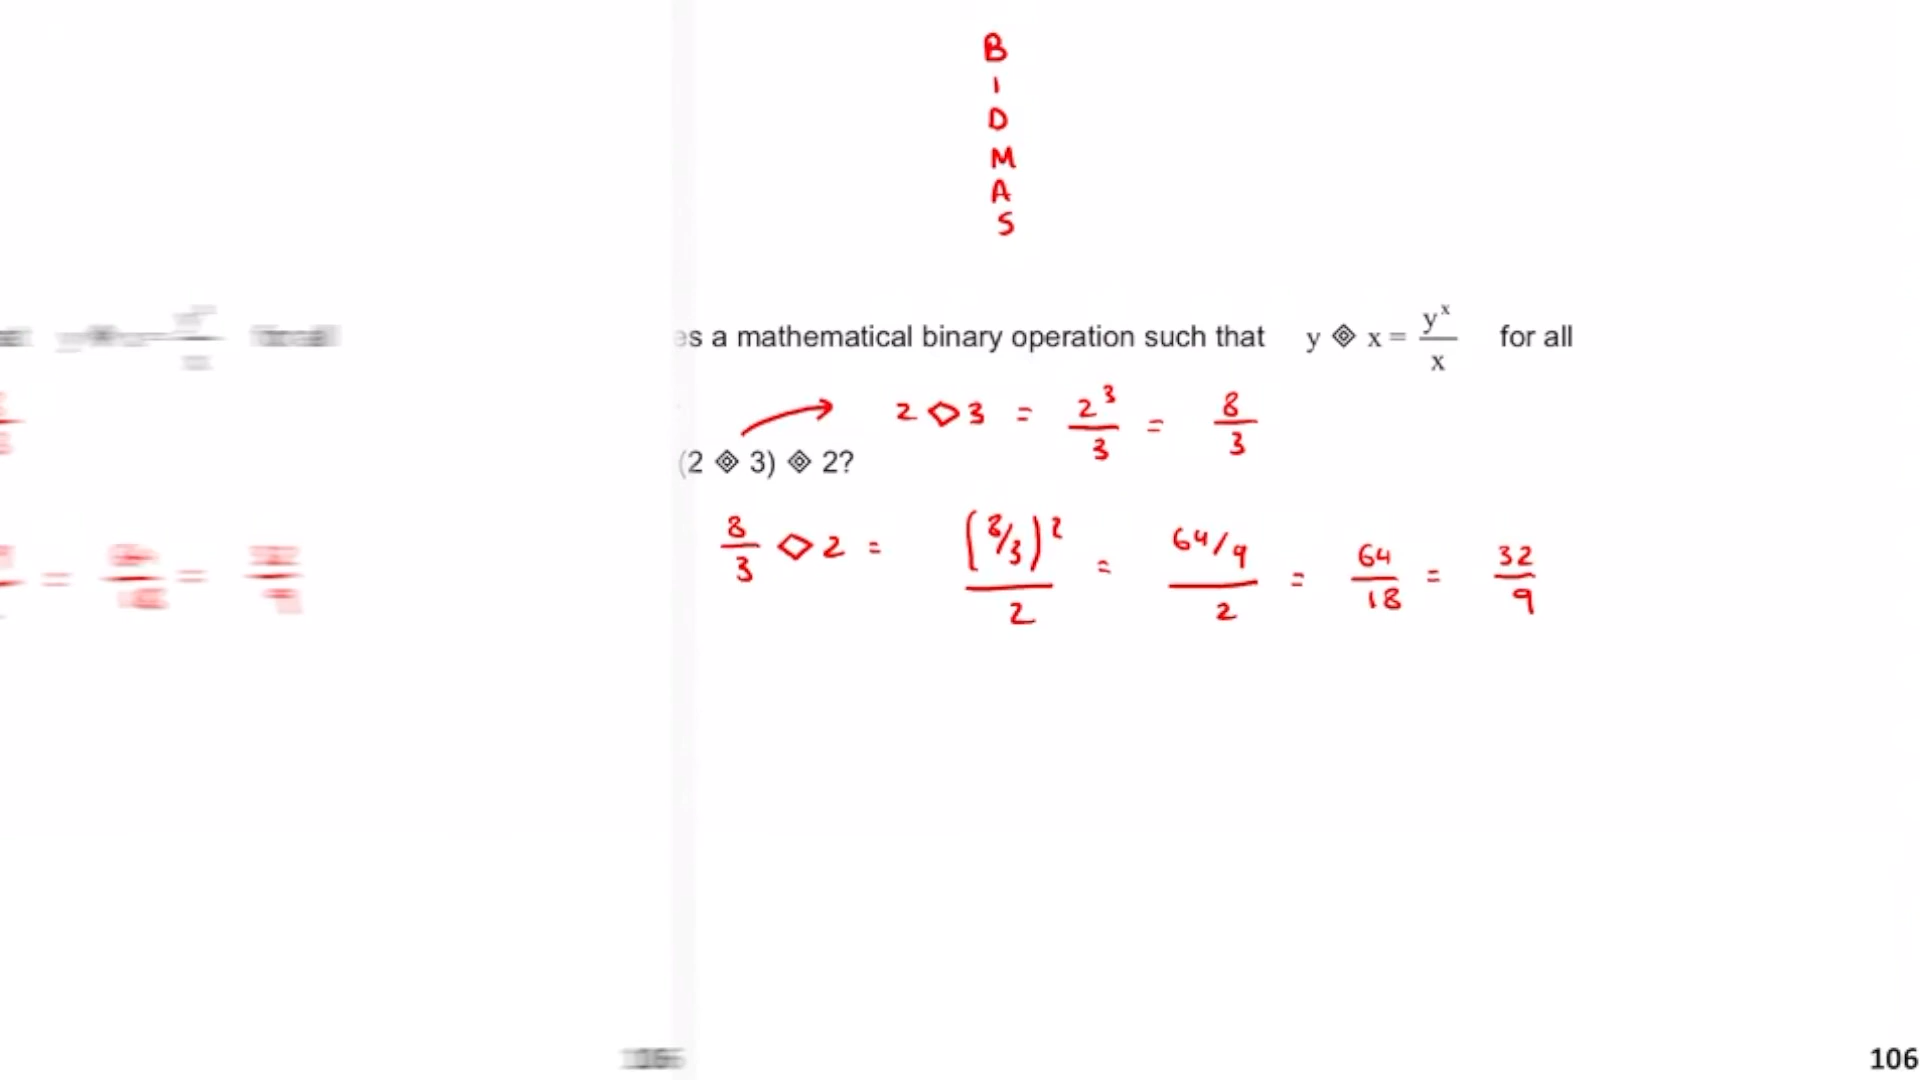 B
I
D
M
A
S
es a mathematical binary operation such that y ◈ x = y^x / x for all
2 ◇ 3 = 2^3 / 3 = 8/3
(2 ◈ 3) ◈ 2?
8/3 ◇ 2 = (8/3)^2 / 2 = 64/9 / 2 = 64/18 = 32/9
106